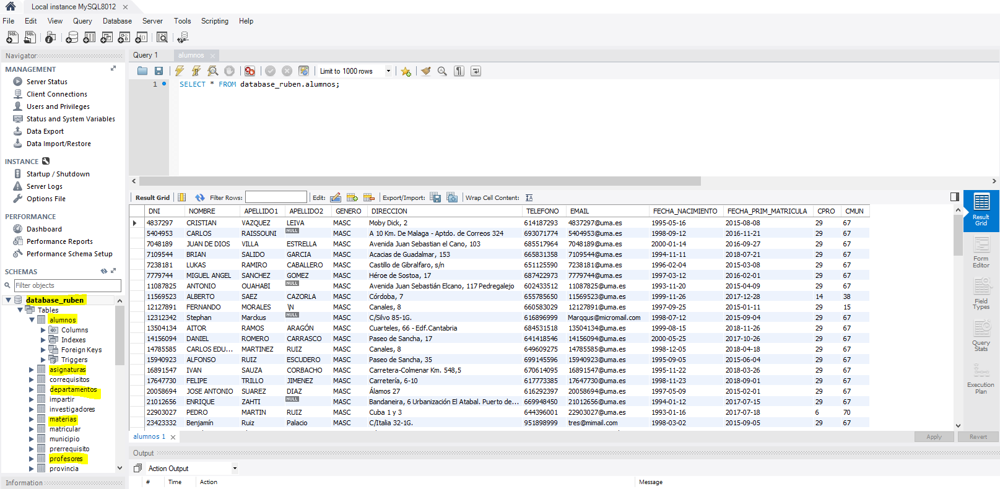 Local instance MySQL8012 ×
File Edit View Query Database Server Tools Scripting Help
Navigator
MANAGEMENT
Server Status
Client Connections
Users and Privileges
Status and System Variables
Data Export
Data Import/Restore
INSTANCE
Startup / Shutdown
Server Logs
Options File
PERFORMANCE
Dashboard
Performance Reports
Performance Schema Setup
SCHEMAS
Filter objects
database_ruben
Tables
alumnos
Columns
Indexes
Foreign Keys
Triggers
asignaturas
correquisitos
departamentos
impartir
investigadores
materias
matricular
municipio
prerrequisito
profesores
provincia
Information
Query 1 alumnos ×
Limit to 1000 rows
1 SELECT * FROM database_ruben.alumnos;
Result Grid Filter Rows: Edit: Export/Import: Wrap Cell Content:
DNI NOMBRE APELLIDO1 APELLIDO2 GENERO DIRECCION TELEFONO EMAIL FECHA_NACIMIENTO FECHA_PRIM_MATRICULA CPRO CMUN
4837297 CRISTIAN VAZQUEZ LEIVA MASC Moby Dick, 2 614187293 4837297@uma.es 1995-05-16 2015-08-08 29 67
5404953 CARLOS RAISSOUNI NULL MASC A 10 Km. De Malaga - Aptdo. de Correos 324 693071774 5404953@uma.es 1998-09-12 2016-11-21 29 67
7048189 JUAN DE DIOS VILLA ESTRELLA MASC Avenida Juan Sebastian el Cano, 103 685517964 7048189@uma.es 2000-01-14 2016-09-27 29 67
7109544 BRIAN SALIDO GARCIA MASC Acacias de Guadalmar, 153 665831358 7109544@uma.es 1994-11-11 2018-07-21 29 67
7238181 LUKAS RAMIRO CABALLERO MASC Castillo de Gibralfaro, s/n 651125590 7238181@uma.es 1996-02-04 2015-03-08 29 67
7779744 MIGUEL ANGEL SANCHEZ GOMEZ MASC Héroe de Sostoa, 17 687422973 7779744@uma.es 1997-03-12 2016-02-01 29 67
11087825 ANTONIO OUAHABI NULL MASC Avenida Juan Sebastián Elcano, 117 Pedregalejo 602433512 11087825@uma.es 1993-11-20 2015-04-09 29 67
11569523 ALBERTO SAEZ CAZORLA MASC Córdoba, 7 655785650 11569523@uma.es 1999-11-26 2017-12-28 14 38
12127891 FERNANDO MORALES \N MASC Canales, 8 660583029 12127891@uma.es 1997-09-25 2015-01-11 29 15
12312342 Stephan Marckus NULL MASC C/Silvo 85-1G. 616896999 Marqqus@micromail.com 1998-07-12 2015-09-04 29 67
13504134 AITOR RAMOS ARAGÓN MASC Cuarteles, 66 - Edf.Cantabria 684531518 13504134@uma.es 1999-08-15 2018-11-26 29 67
14156094 DANIEL ROMERO CARRASCO MASC Paseo de Sancha, 17 641418546 14156094@uma.es 2000-05-25 2017-10-26 29 67
14785585 CARLOS EDU... MARTINEZ RUIZ MASC Canales, 8 649609275 14785585@uma.es 1998-12-05 2018-04-18 29 67
15940923 ALFONSO RUIZ ESCUDERO MASC Paseo de Sancha, 35 699145596 15940923@uma.es 1995-09-05 2015-06-04 29 67
16891547 IVAN SAUZA CORBACHO MASC Carretera-Colmenar Km. 548,5 670614095 16891547@uma.es 1995-11-22 2018-03-26 29 67
17647730 FELIPE TRILLO JIMENEZ MASC Carretería, 6-10 617773385 17647730@uma.es 1998-11-23 2018-09-01 29 67
20058694 JOSE ANTONIO SUAREZ DIAZ MASC Álamos 27 616292397 20058694@uma.es 1997-05-09 2015-02-01 29 67
21012656 ENRIQUE ZAHTI NULL MASC Bandaneira, 6 Urbanización El Atabal. Puerto de... 669948450 21012656@uma.es 1994-01-12 2017-07-15 29 67
22903027 PEDRO MARTIN RUIZ MASC Cuba 1 y 3 644396001 22903027@uma.es 1993-01-16 2017-07-18 6 70
23423332 Benjamín Ruiz Palacio MASC C/Italia 32-1G. 951898999 tres@mimail.com 1998-03-02 2015-09-05 29 67
Result Grid
Form Editor
Field Types
Query Stats
Execution Plan
alumnos 1 × Apply Revert
Output
Action Output
# Time Action Message